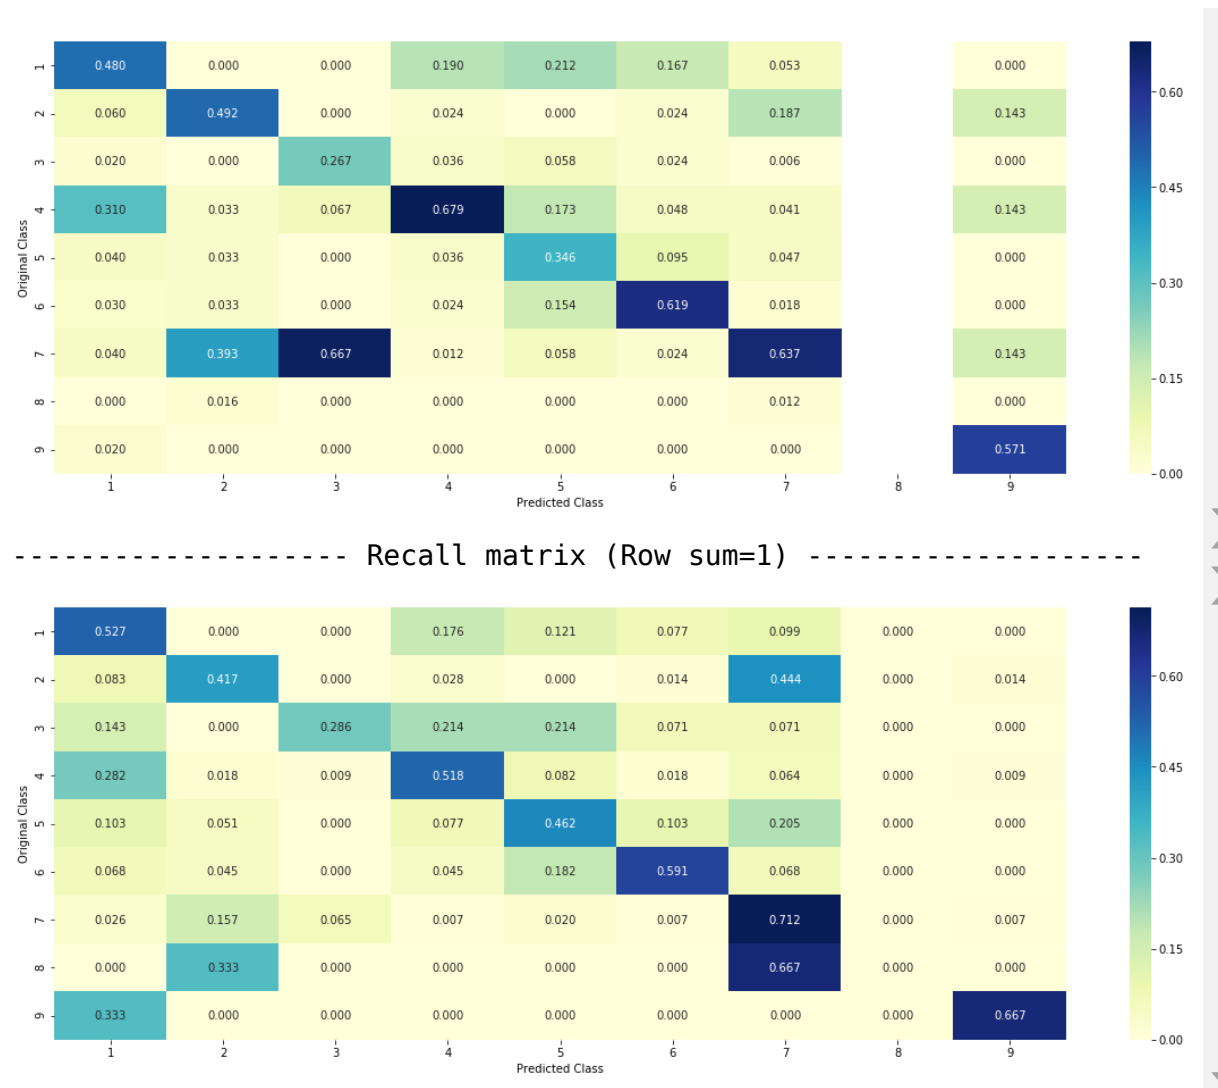 1 0.480 0.000 0.000 0.190 0.212 0.167 0.053 0.000
0.60
2 0.060 0.492 0.000 0.024 0.000 0.024 0.187 0.143
3 0.020 0.000 0.267 0.036 0.058 0.024 0.006 0.000
0.45
4 0.310 0.033 0.067 0.679 0.173 0.048 0.041 0.143
Original Class
5 0.040 0.033 0.000 0.036 0.346 0.095 0.047 0.000
0.30
6 0.030 0.033 0.000 0.024 0.154 0.619 0.018 0.000
7 0.040 0.393 0.667 0.012 0.058 0.024 0.637 0.143
0.15
8 0.000 0.016 0.000 0.000 0.000 0.000 0.012 0.000
9 0.020 0.000 0.000 0.000 0.000 0.000 0.000 0.571
0.00
1 2 3 4 5 6 7 8 9
Predicted Class
-------------------- Recall matrix (Row sum=1) --------------------
1 0.527 0.000 0.000 0.176 0.121 0.077 0.099 0.000 0.000
0.60
2 0.083 0.417 0.000 0.028 0.000 0.014 0.444 0.000 0.014
3 0.143 0.000 0.286 0.214 0.214 0.071 0.071 0.000 0.000
0.45
4 0.282 0.018 0.009 0.518 0.082 0.018 0.064 0.000 0.009
Original Class
5 0.103 0.051 0.000 0.077 0.462 0.103 0.205 0.000 0.000
0.30
6 0.068 0.045 0.000 0.045 0.182 0.591 0.068 0.000 0.000
7 0.026 0.157 0.065 0.007 0.020 0.007 0.712 0.000 0.007
0.15
8 0.000 0.333 0.000 0.000 0.000 0.000 0.667 0.000 0.000
9 0.333 0.000 0.000 0.000 0.000 0.000 0.000 0.000 0.667
0.00
1 2 3 4 5 6 7 8 9
Predicted Class